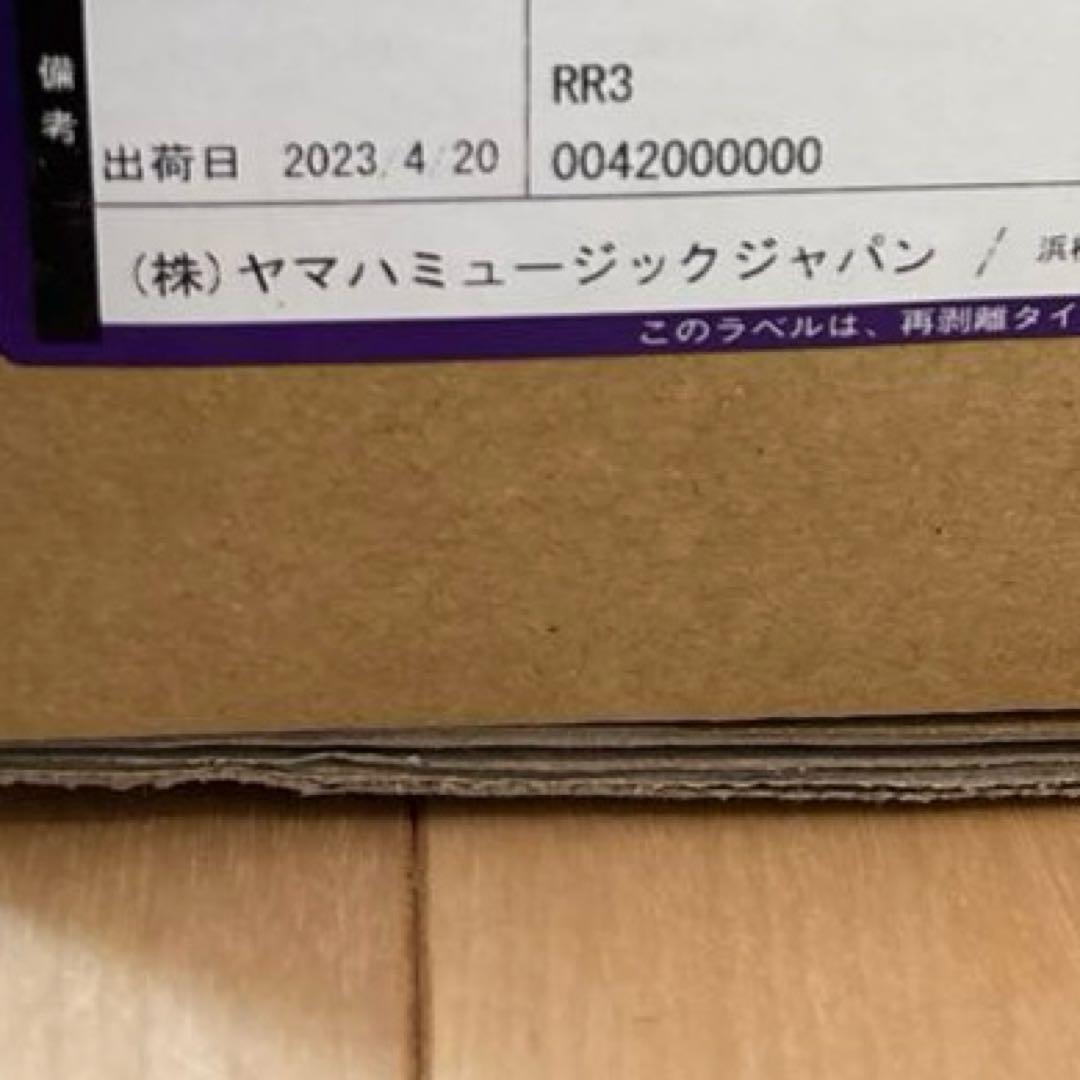 備考
RR3
出荷日 2023/4/20 0042000000
(株)ヤマハミュージックジャパン / 浜
このラベルは、再剥離タイ